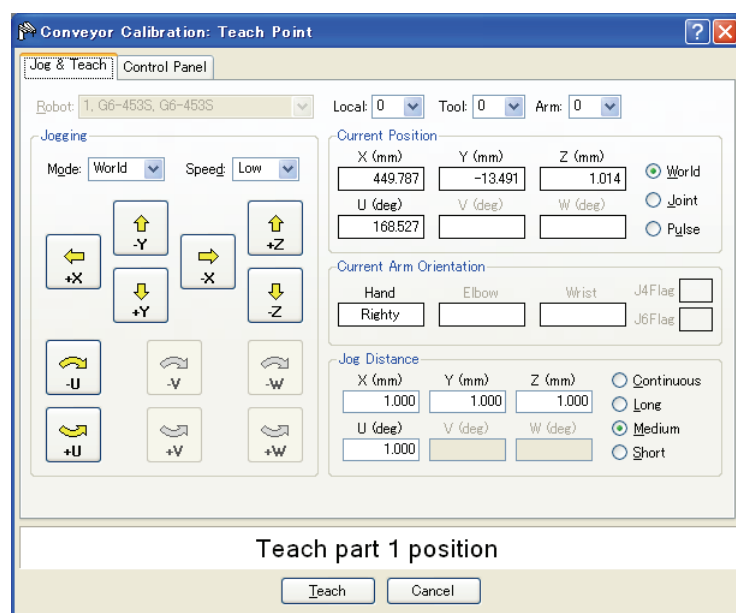 Conveyor Calibration: Teach Point
Jog & Teach Control Panel
Robot: 1, G6-453S, G6-453S Local: 0 Tool: 0 Arm: 0
Jogging
Mode: World Speed: Low
-Y +Z
+X -X
+Y -Z
-U -V -W
+U +V +W
Current Position
X (mm) Y (mm) Z (mm)
449.787 -13.491 1.014 World
U (deg) V (deg) W (deg) Joint
168.527 Pulse
Current Arm Orientation
Hand Elbow Wrist J4Flag
Righty J6Flag
Jog Distance
X (mm) Y (mm) Z (mm) Continuous
1.000 1.000 1.000 Long
U (deg) V (deg) W (deg) Medium
1.000 Short
Teach part 1 position
Teach Cancel